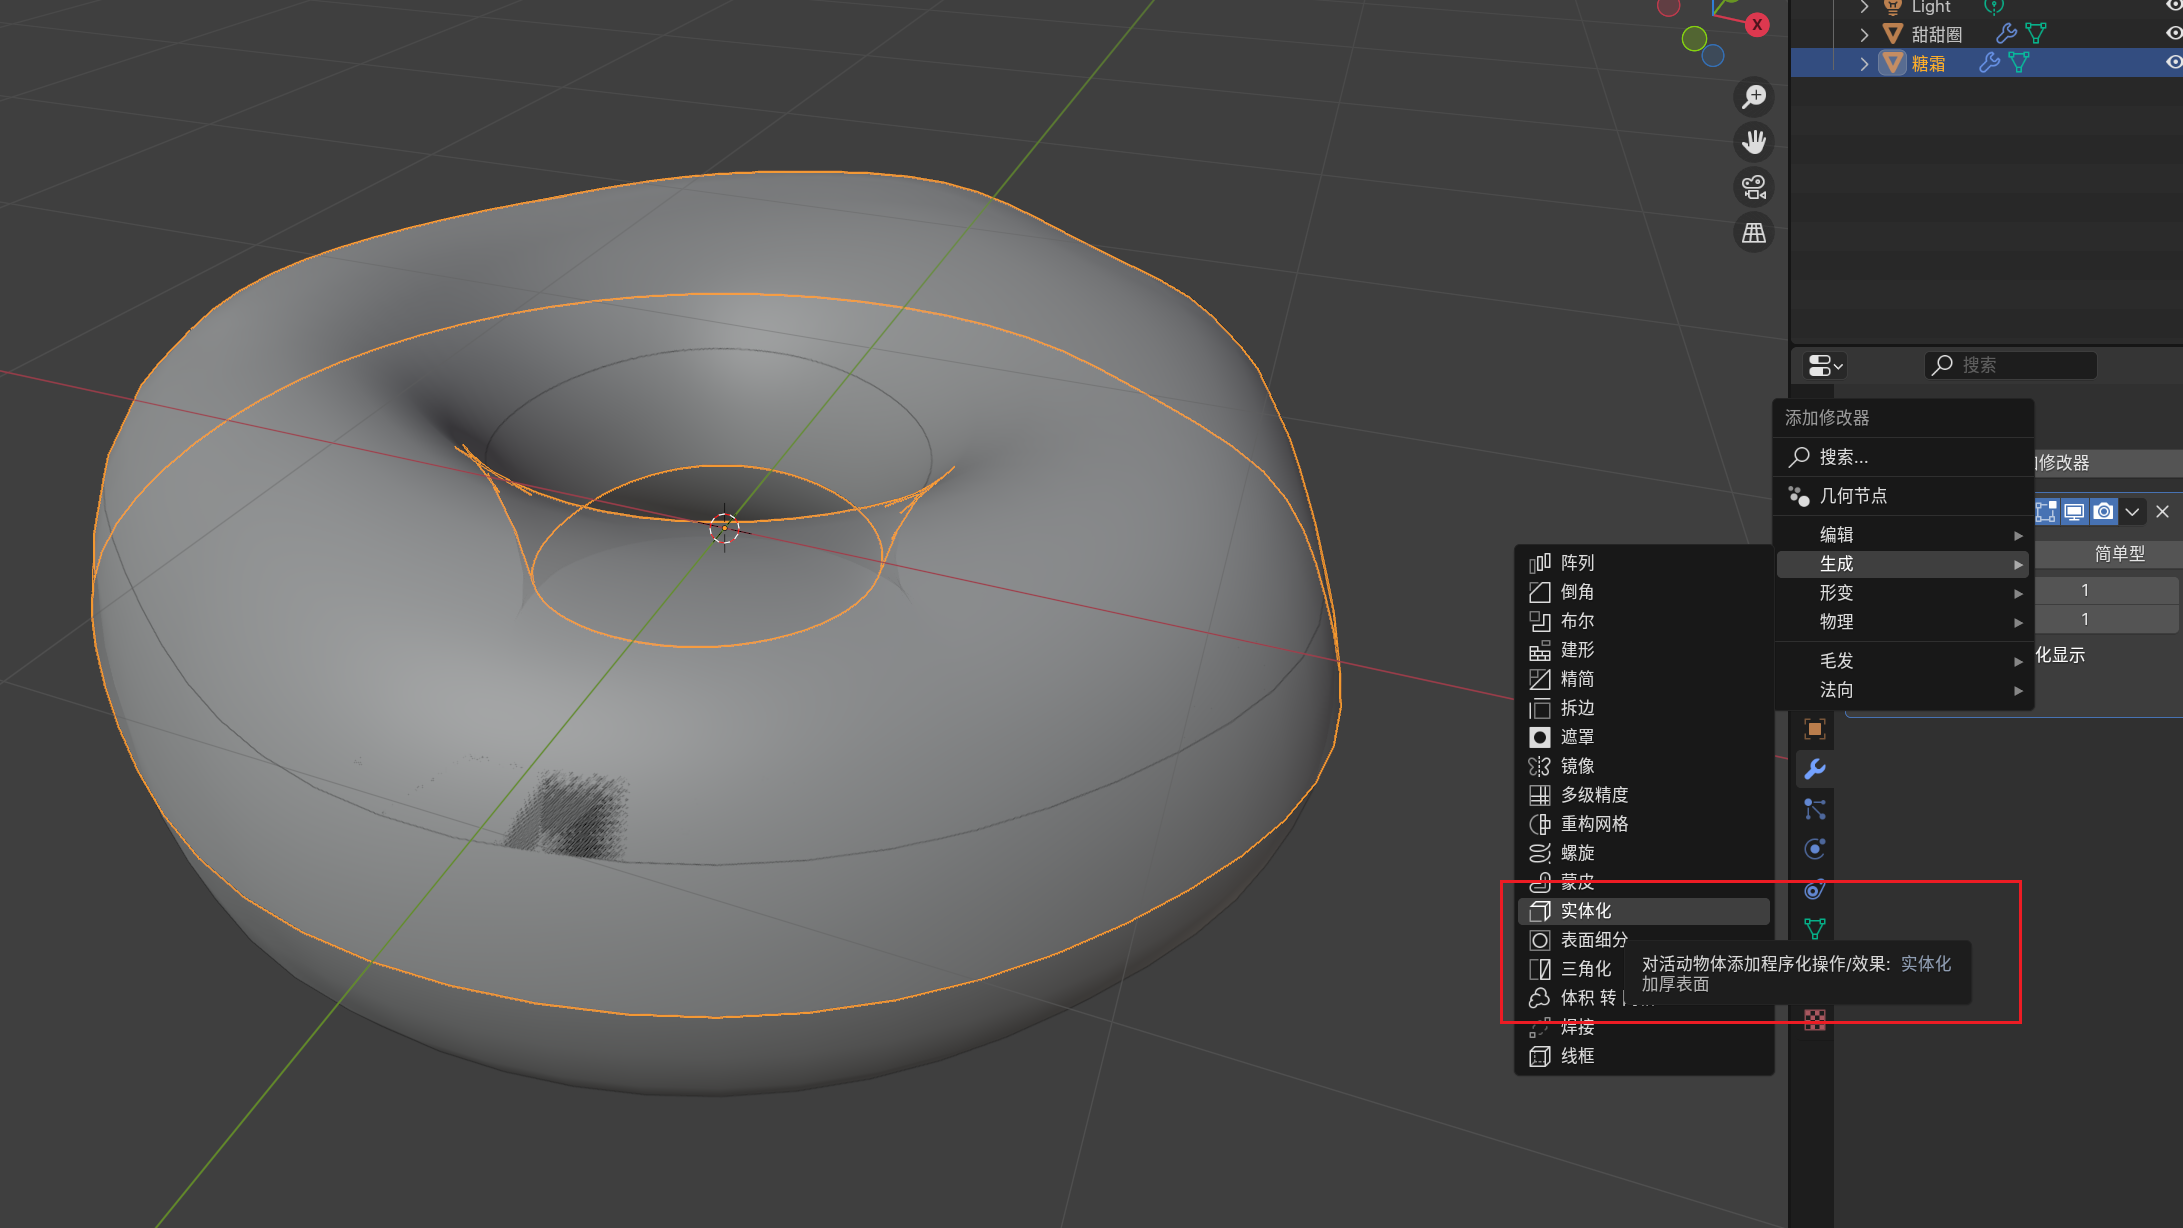 Light
甜甜圈
糖霜
X
搜索
添加修改器
搜索...
修改器
几何节点
编辑
生成
简单型
形变
1
物理
1
化显示
毛发
法向
阵列
倒角
布尔
建形
精简
拆边
遮罩
镜像
多级精度
重构网格
螺旋
蒙皮
实体化
表面细分
三角化
体积 转
焊接
线框
对活动物体添加程序化操作/效果: 实体化
加厚表面